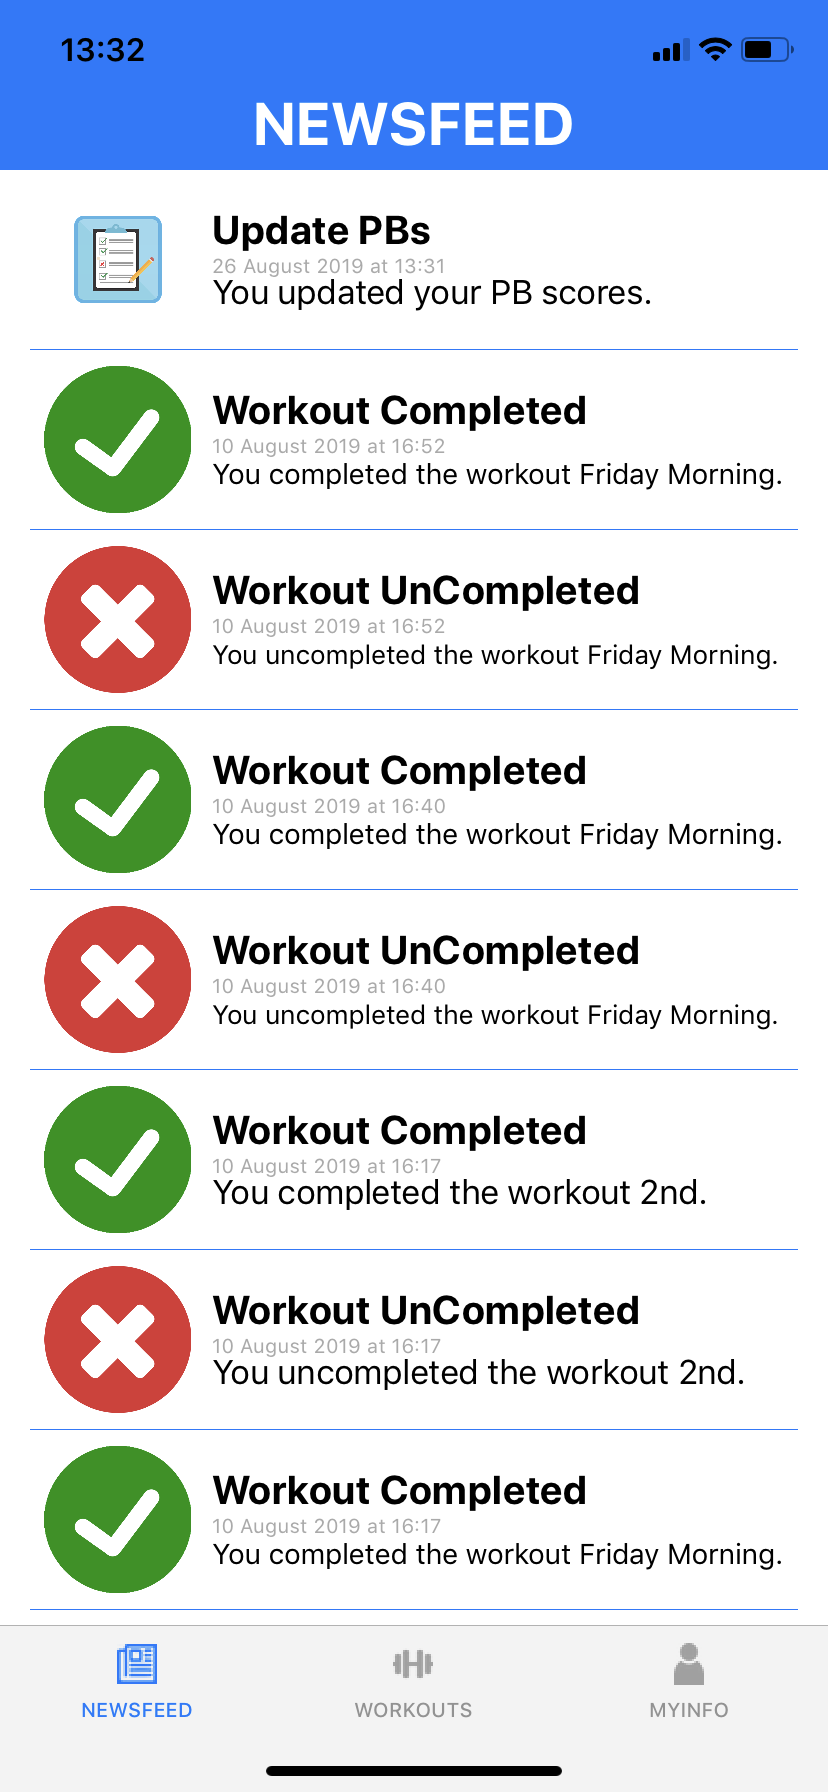 13:32
NEWSFEED
Update PBs
26 August 2019 at 13:31
You updated your PB scores.
Workout Completed
10 August 2019 at 16:52
You completed the workout Friday Morning.
Workout UnCompleted
10 August 2019 at 16:52
You uncompleted the workout Friday Morning.
Workout Completed
10 August 2019 at 16:40
You completed the workout Friday Morning.
Workout UnCompleted
10 August 2019 at 16:40
You uncompleted the workout Friday Morning.
Workout Completed
10 August 2019 at 16:17
You completed the workout 2nd.
Workout UnCompleted
10 August 2019 at 16:17
You uncompleted the workout 2nd.
Workout Completed
10 August 2019 at 16:17
You completed the workout Friday Morning.
NEWSFEED WORKOUTS MYINFO